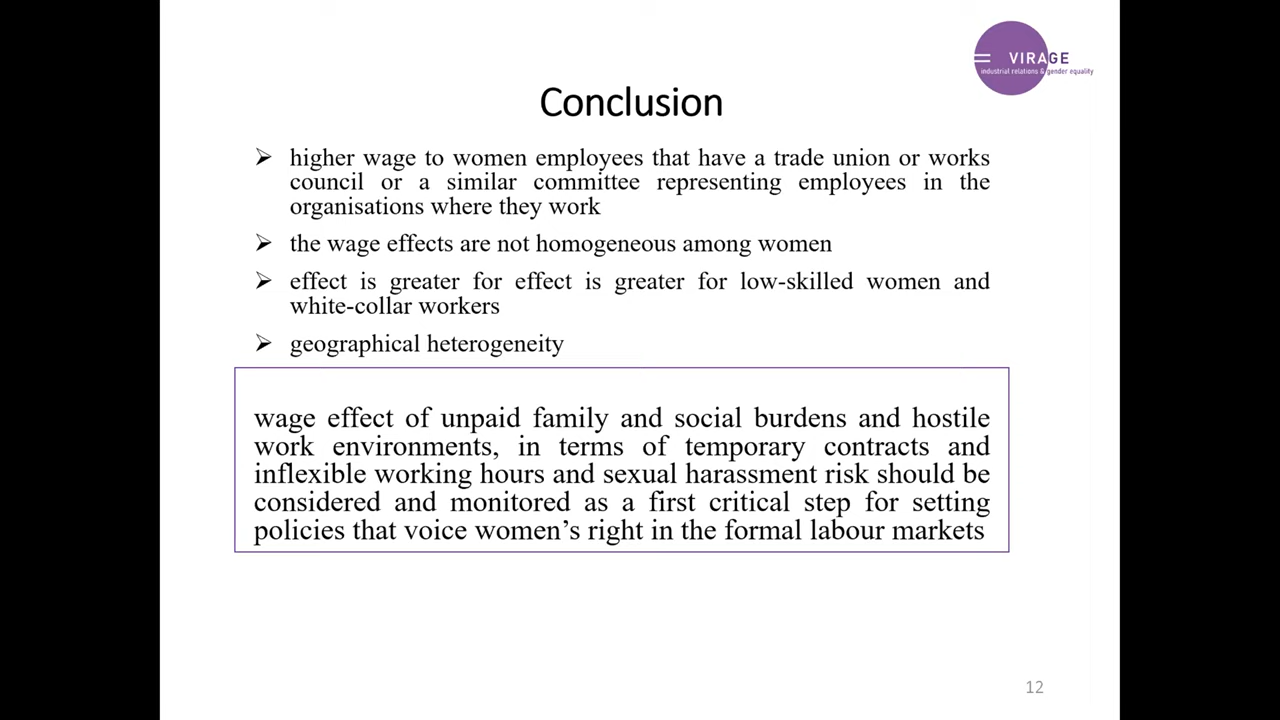 VIRAGE
industrial relations & gender equality
Conclusion
higher wage to women employees that have a trade union or works
council or a similar committee representing employees in the
organisations where they work
the wage effects are not homogeneous among women
effect is greater for effect is greater for low-skilled women and
white-collar workers
geographical heterogeneity
wage effect of unpaid family and social burdens and hostile
work environments, in terms of temporary contracts and
inflexible working hours and sexual harassment risk should be
considered and monitored as a first critical step for setting
policies that voice women’s right in the formal labour markets
12